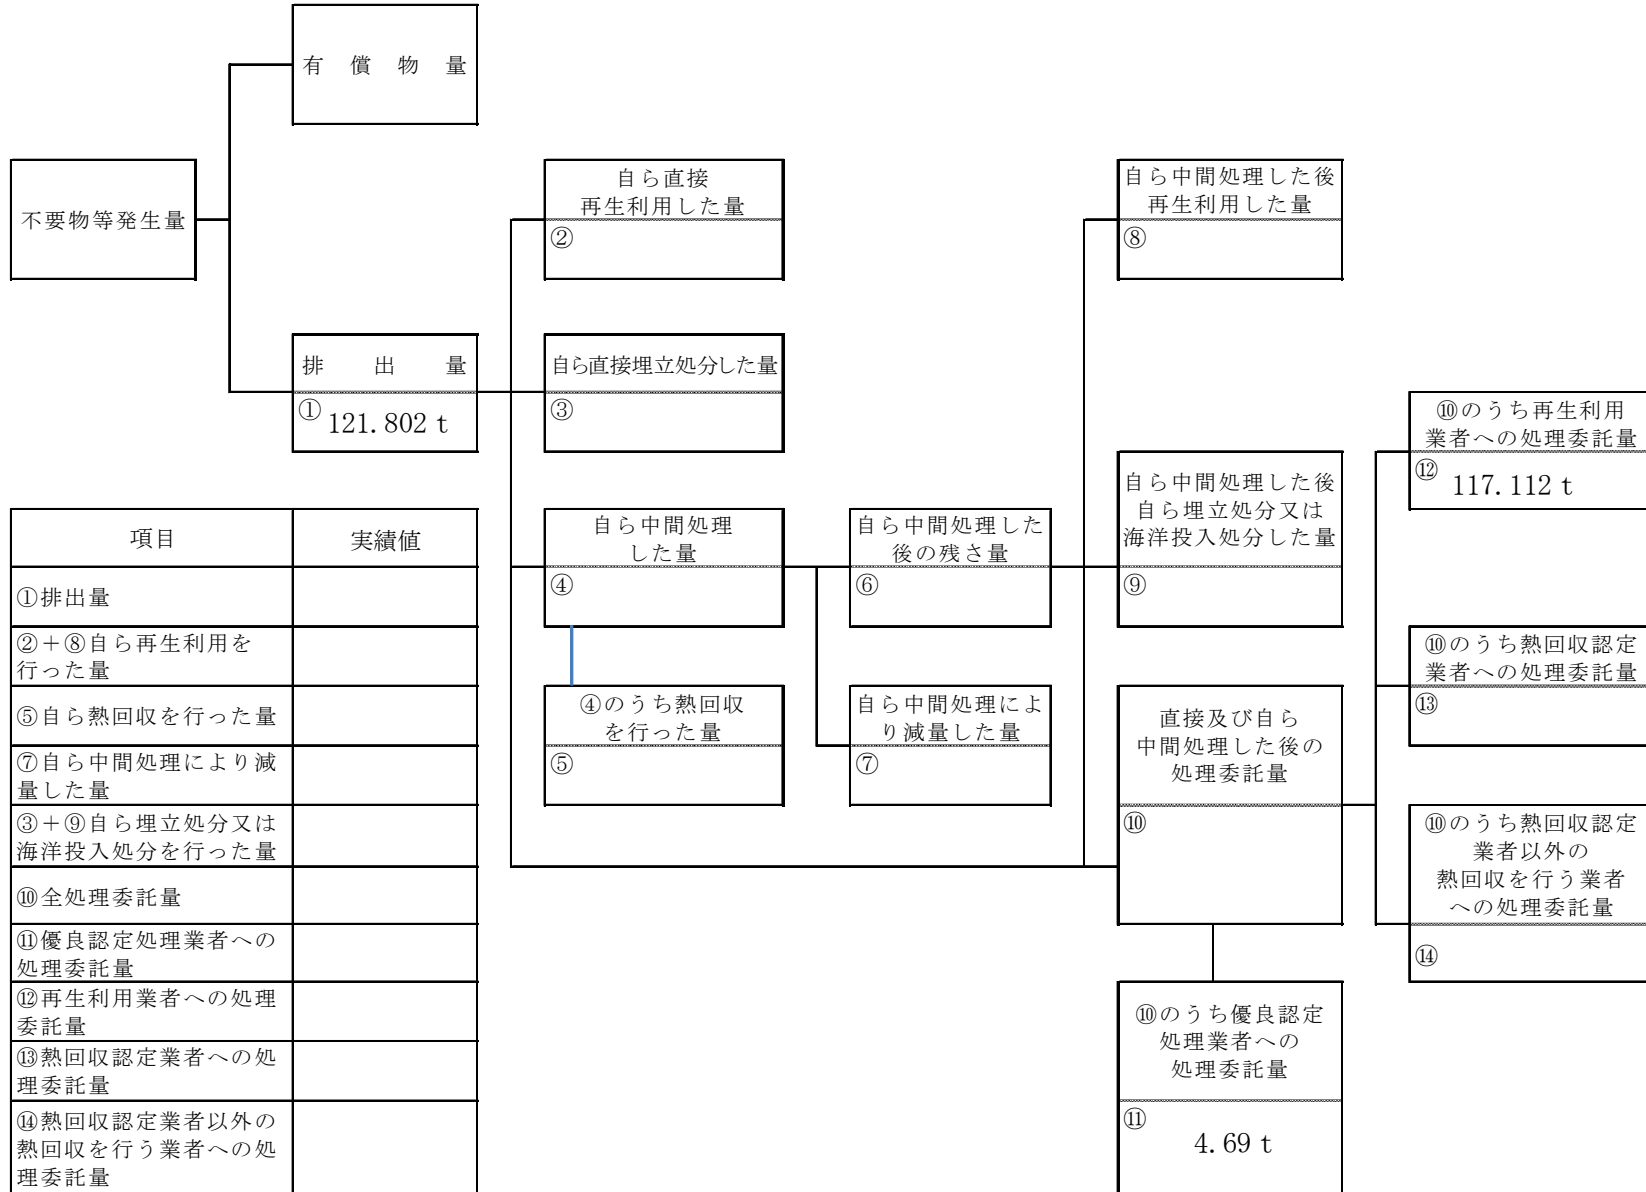 有償物量
不要物等発生量
自ら直接
再生利用した量
②
自ら中間処理した後
再生利用した量
⑧
排出量
① 121.802 t
自ら直接埋立処分した量
③
⑩のうち再生利用
業者への処理委託量
⑫ 117.112 t
自ら中間処理した後
自ら埋立処分又は
海洋投入処分した量
⑨
自ら中間処理
した量
④
自ら中間処理した
後の残さ量
⑥
⑩のうち熱回収認定
業者への処理委託量
⑬
④のうち熱回収
を行った量
⑤
自ら中間処理によ
り減量した量
⑦
直接及び自ら
中間処理した後の
処理委託量
⑩
⑩のうち熱回収認定
業者以外の
熱回収を行う業者
への処理委託量
⑭
⑩のうち優良認定
処理業者への
処理委託量
⑪ 4.69 t
項目 実績値
①排出量
②＋⑧自ら再生利用を
行った量
⑤自ら熱回収を行った量
⑦自ら中間処理により減
量した量
③＋⑨自ら埋立処分又は
海洋投入処分を行った量
⑩全処理委託量
⑪優良認定処理業者への
処理委託量
⑫再生利用業者への処理
委託量
⑬熱回収認定業者への処
理委託量
⑭熱回収認定業者以外の
熱回収を行う業者への処
理委託量